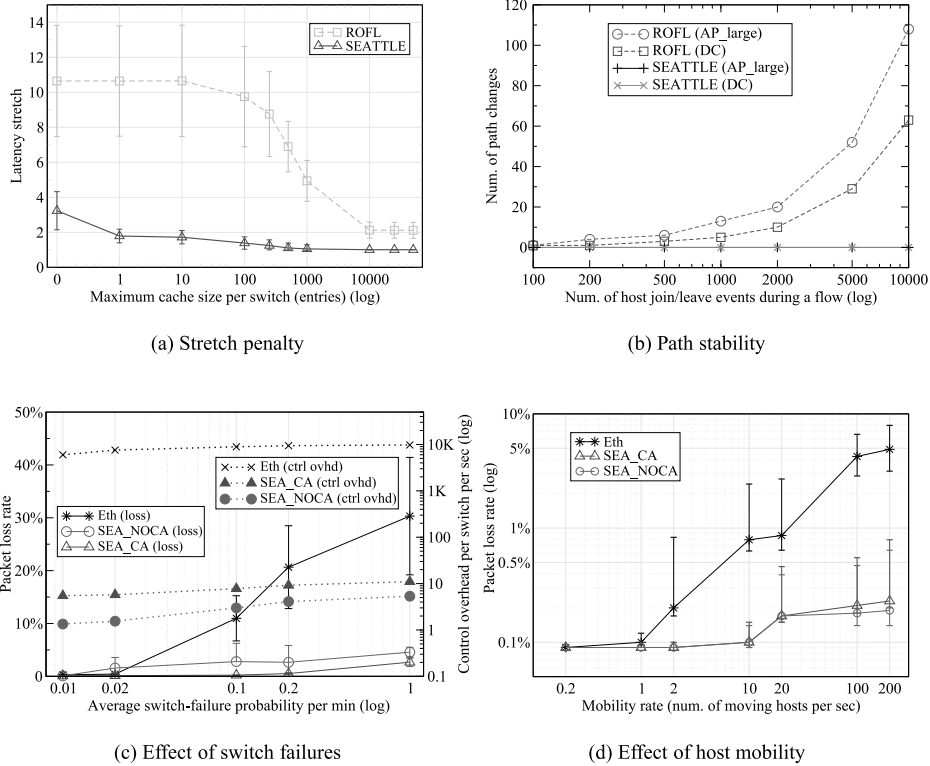 14
12
10
8
6
4
2
0
Latency stretch
ROFL
SEATTLE
0 1 10 100 1000 10000
Maximum cache size per switch (entries) (log)
(a) Stretch penalty
120
100
80
60
40
20
0
Num. of path changes
ROFL (AP_large)
ROFL (DC)
SEATTLE (AP_large)
SEATTLE (DC)
100 200 500 1000 2000 5000 10000
Num. of host join/leave events during a flow (log)
(b) Path stability
50%
40%
30%
20%
10%
0
Packet loss rate
Eth (ctrl ovhd)
SEA_CA (ctrl ovhd)
SEA_NOCA (ctrl ovhd)
Eth (loss)
SEA_NOCA (loss)
SEA_CA (loss)
10K
1K
100
10
1
0.1
Control overhead per switch per sec (log)
0.01 0.02 0.1 0.2 1
Average switch-failure probability per min (log)
(c) Effect of switch failures
10%
5%
1%
0.5%
0.1%
Packet loss rate (log)
Eth
SEA_CA
SEA_NOCA
0.2 1 2 10 20 100 200
Mobility rate (num. of moving hosts per sec)
(d) Effect of host mobility